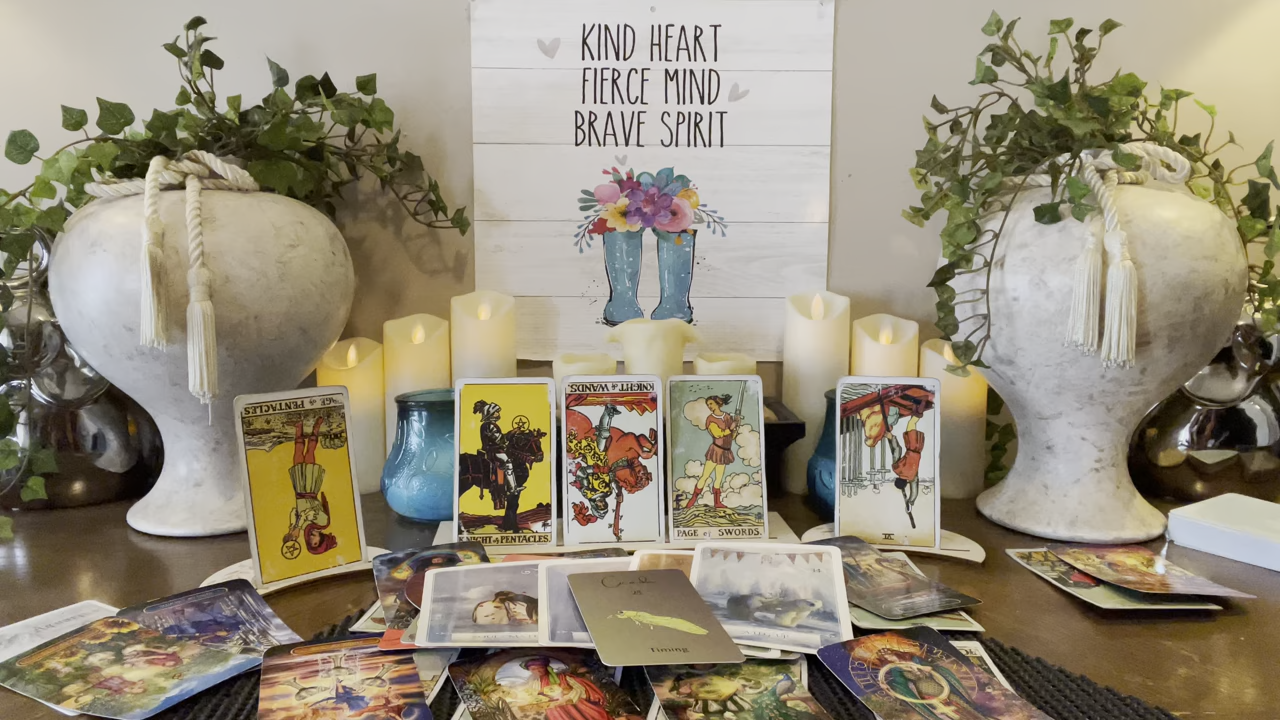 KIND HEART
FIERCE MIND
BRAVE SPIRIT
PAGE of PENTACLES
KNIGHT of PENTACLES
KNIGHT of WANDS.
PAGE of SWORDS.
VI
Timing